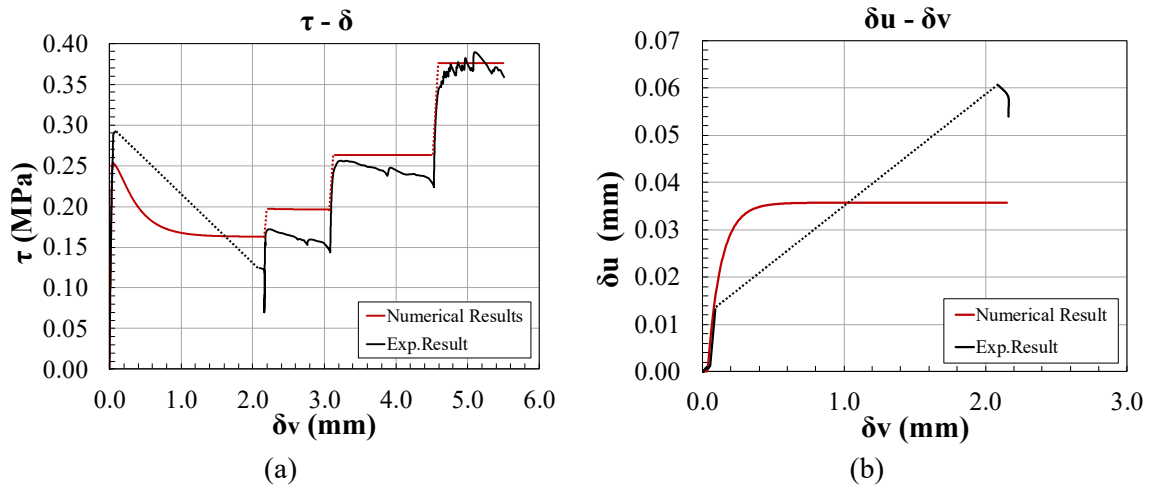 τ - δ
0.40
0.35
0.30
0.25
0.20
0.15
0.10
0.05
0.00
τ (MPa)
Numerical Results
Exp.Result
0.0 1.0 2.0 3.0 4.0 5.0 6.0
δv (mm)
(a)
δu - δv
0.07
0.06
0.05
0.04
0.03
0.02
0.01
0.00
δu (mm)
Numerical Result
Exp.Result
0.0 1.0 2.0 3.0
δv (mm)
(b)